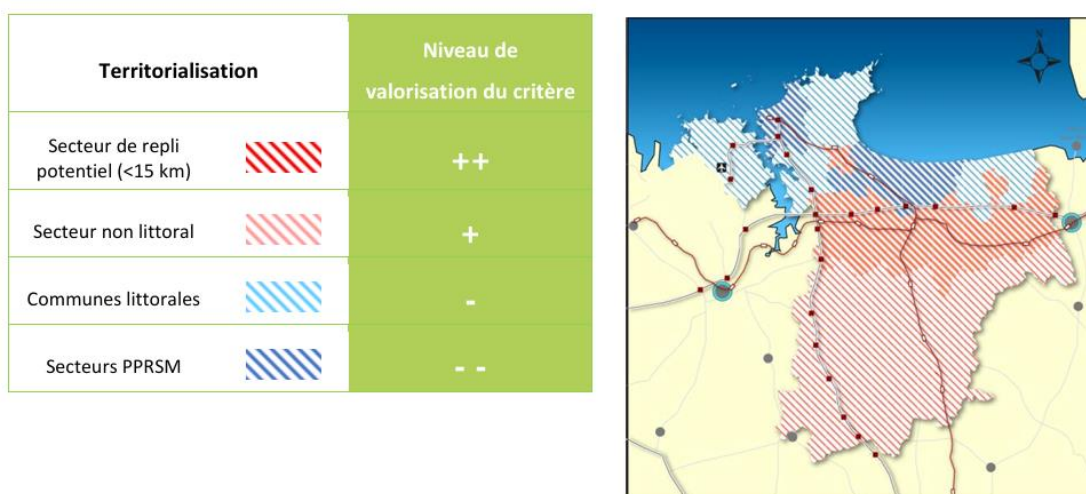 Territorialisation
Niveau de
valorisation du critère
Secteur de repli
potentiel (<15 km)
++
Secteur non littoral
+
Communes littorales
-
Secteurs PPRSM
- -
N